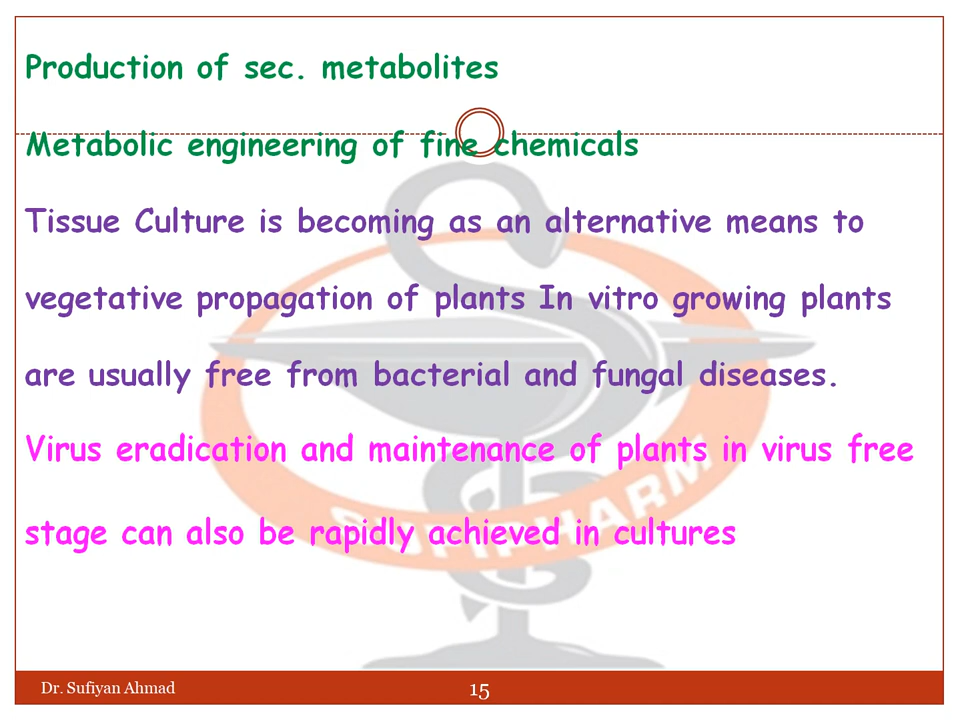 Production of sec. metabolites
Metabolic engineering of fine chemicals
Tissue Culture is becoming as an alternative means to
vegetative propagation of plants In vitro growing plants
are usually free from bacterial and fungal diseases.
Virus eradication and maintenance of plants in virus free
stage can also be rapidly achieved in cultures
SUFIPHARM
Dr. Sufiyan Ahmad
15